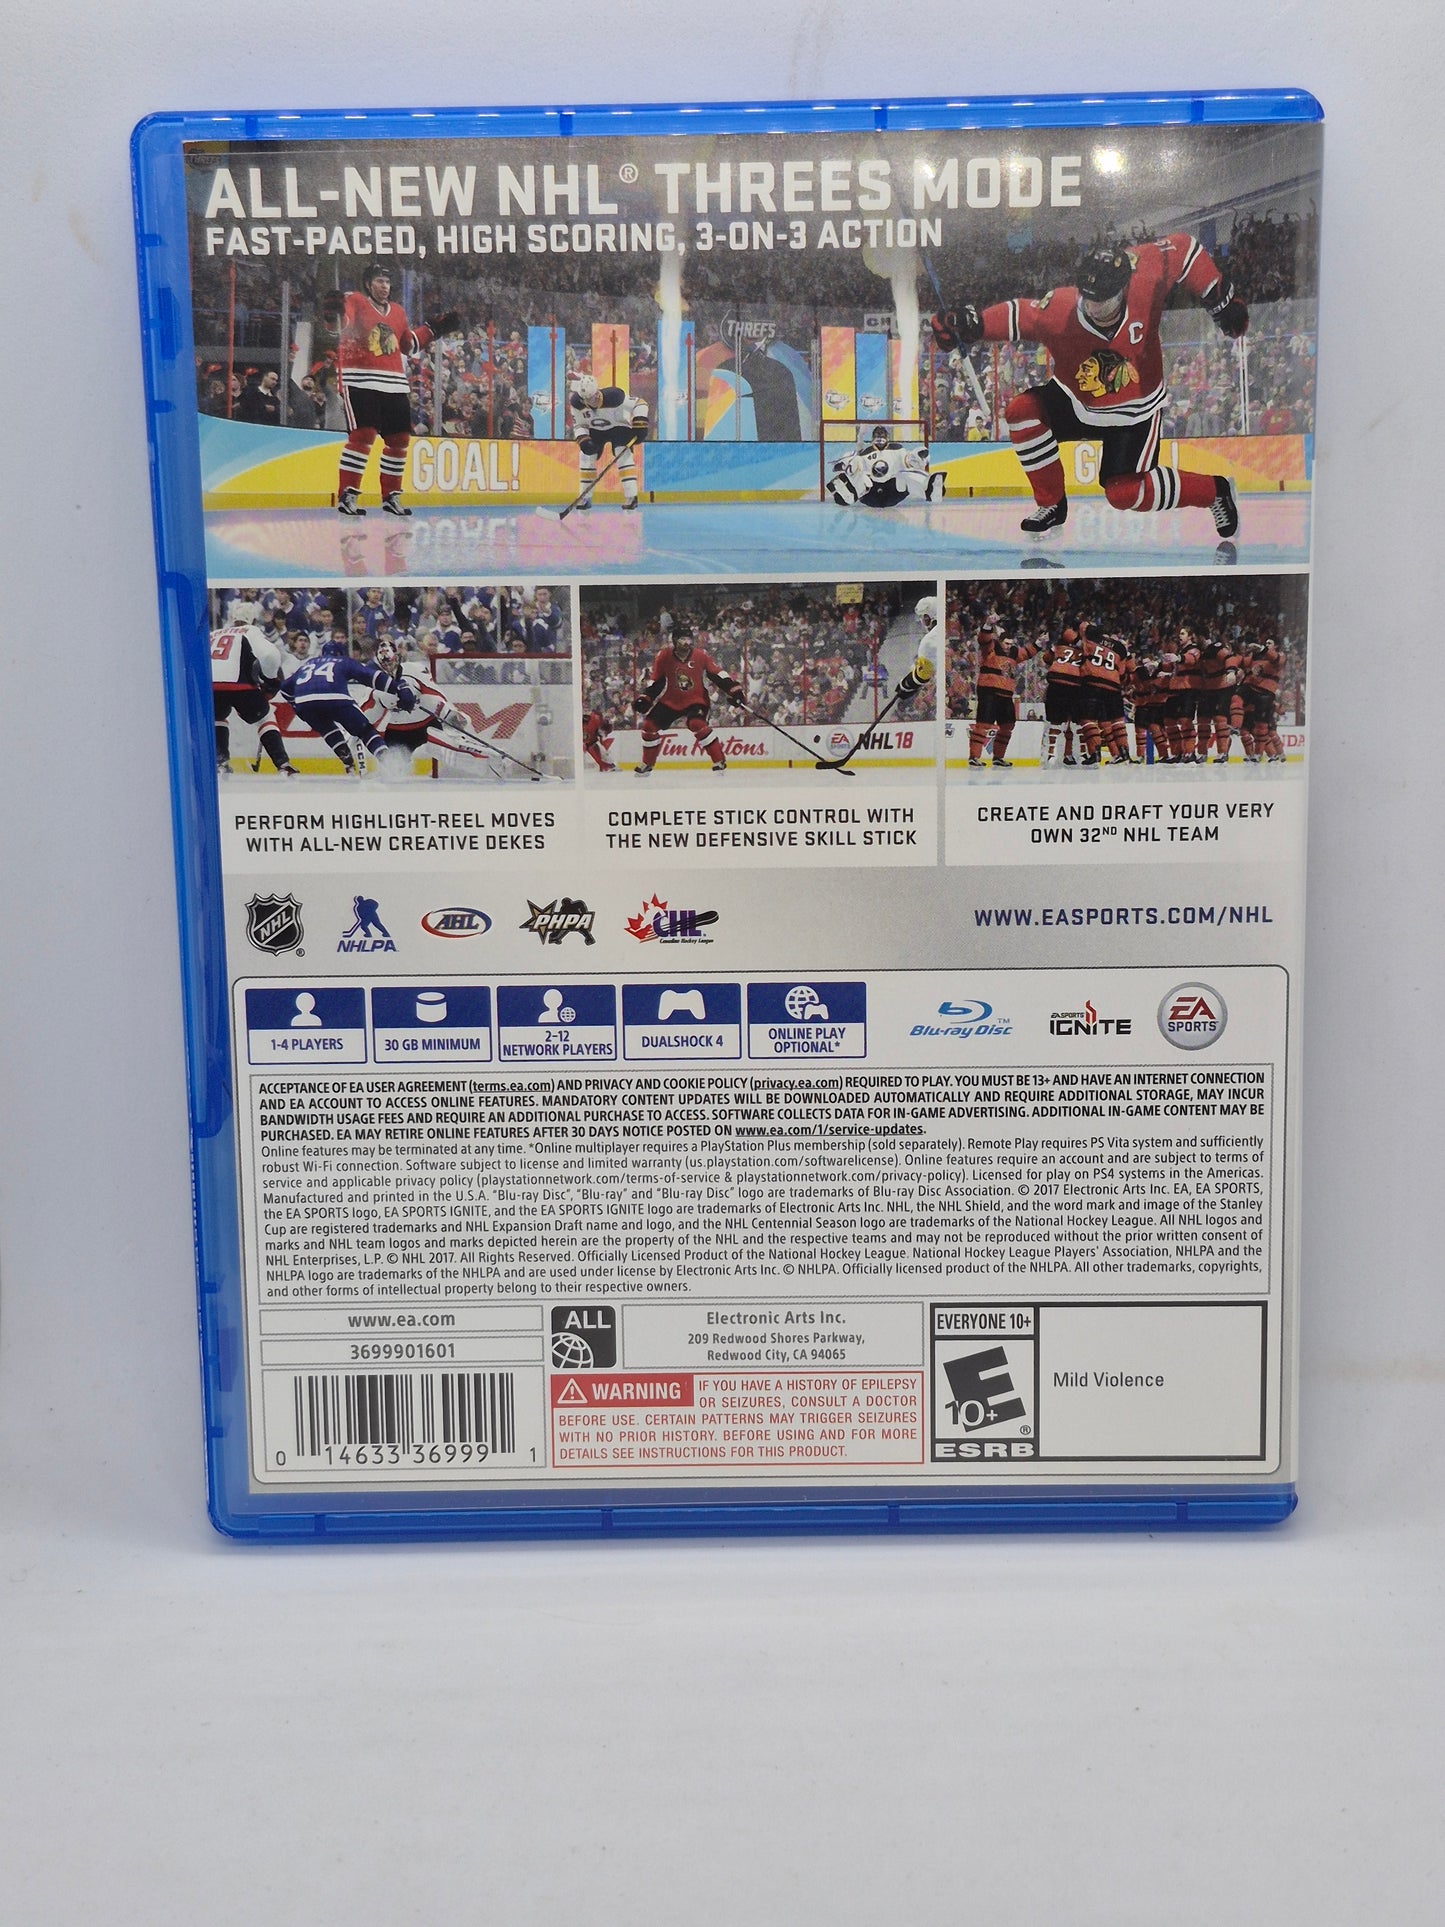 ALL-NEW NHL® THREES MODE
FAST-PACED, HIGH SCORING, 3-ON-3 ACTION
THREES
C
GOAL!
15
40
34
C
Tim Hortons.
EA SPORTS NHL18
32 59
PERFORM HIGHLIGHT-REEL MOVES
WITH ALL-NEW CREATIVE DEKES
COMPLETE STICK CONTROL WITH
THE NEW DEFENSIVE SKILL STICK
CREATE AND DRAFT YOUR VERY
OWN 32ND NHL TEAM
NHL ® NHLPA AHL PHPA CHL Canadian Hockey League
WWW.EASPORTS.COM/NHL
1-4 PLAYERS
30 GB MINIMUM
2-12
NETWORK PLAYERS
DUALSHOCK 4
ONLINE PLAY
OPTIONAL*
Blu-ray Disc™
EA SPORTS
IGNITE
EA
SPORTS
ACCEPTANCE OF EA USER AGREEMENT (terms.ea.com) AND PRIVACY AND COOKIE POLICY (privacy.ea.com) REQUIRED TO PLAY. YOU MUST BE 13+ AND HAVE AN INTERNET CONNECTION
AND EA ACCOUNT TO ACCESS ONLINE FEATURES. MANDATORY CONTENT UPDATES WILL BE DOWNLOADED AUTOMATICALLY AND REQUIRE ADDITIONAL STORAGE, MAY INCUR
BANDWIDTH USAGE FEES AND REQUIRE AN ADDITIONAL PURCHASE TO ACCESS. SOFTWARE COLLECTS DATA FOR IN-GAME ADVERTISING. ADDITIONAL IN-GAME CONTENT MAY BE
PURCHASED. EA MAY RETIRE ONLINE FEATURES AFTER 30 DAYS NOTICE POSTED ON www.ea.com/1/service-updates.
Online features may be terminated at any time. *Online multiplayer requires a PlayStation Plus membership (sold separately). Remote Play requires PS Vita system and sufficiently
robust Wi-Fi connection. Software subject to license and limited warranty (us.playstation.com/softwarelicense). Online features require an account and are subject to terms of
service and applicable privacy policy (playstationnetwork.com/terms-of-service & playstationnetwork.com/privacy-policy). Licensed for play on PS4 systems in the Americas.
Manufactured and printed in the U.S.A. "Blu-ray Disc", "Blu-ray" and "Blu-ray Disc" logo are trademarks of Blu-ray Disc Association. © 2017 Electronic Arts Inc. EA, EA SPORTS,
the EA SPORTS logo, EA SPORTS IGNITE, and the EA SPORTS IGNITE logo are trademarks of Electronic Arts Inc. NHL, the NHL Shield, and the word mark and image of the Stanley
Cup are registered trademarks and NHL Expansion Draft name and logo, and the NHL Centennial Season logo are trademarks of the National Hockey League. All NHL logos and
marks and NHL team logos and marks depicted herein are the property of the NHL and the respective teams and may not be reproduced without the prior written consent of
NHL Enterprises, L.P. © NHL 2017. All Rights Reserved. Officially Licensed Product of the National Hockey League. National Hockey League Players' Association, NHLPA and the
NHLPA logo are trademarks of the NHLPA and are used under license by Electronic Arts Inc. © NHLPA. Officially licensed product of the NHLPA. All other trademarks, copyrights,
and other forms of intellectual property belong to their respective owners.
www.ea.com
3699901601
0 14633 36999 1
ALL
Electronic Arts Inc.
209 Redwood Shores Parkway,
Redwood City, CA 94065
WARNING IF YOU HAVE A HISTORY OF EPILEPSY
OR SEIZURES, CONSULT A DOCTOR
BEFORE USE. CERTAIN PATTERNS MAY TRIGGER SEIZURES
WITH NO PRIOR HISTORY. BEFORE USING AND FOR MORE
DETAILS SEE INSTRUCTIONS FOR THIS PRODUCT.
EVERYONE 10+
E
10+
®
ESRB
Mild Violence